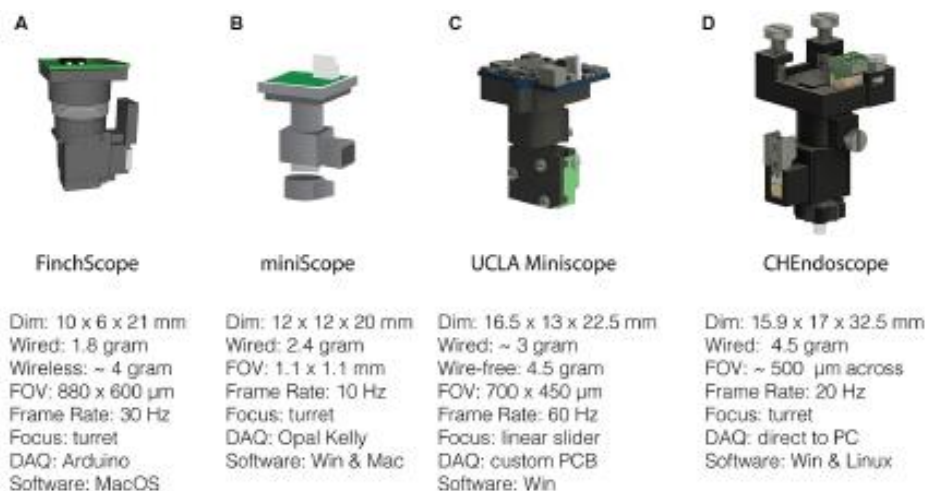 A
B
C
D
FinchScope
miniScope
UCLA Miniscope
CHEndoscope
Dim: 10 x 6 x 21 mm
Wired: 1.8 gram
Wireless: ~ 4 gram
FOV: 880 x 600 µm
Frame Rate: 30 Hz
Focus: turret
DAQ: Arduino
Software: MacOS
Dim: 12 x 12 x 20 mm
Wired: 2.4 gram
FOV: 1.1 x 1.1 mm
Frame Rate: 10 Hz
Focus: turret
DAQ: Opal Kelly
Software: Win & Mac
Dim: 16.5 x 13 x 22.5 mm
Wired: ~ 3 gram
Wire-free: 4.5 gram
FOV: 700 x 450 µm
Frame Rate: 60 Hz
Focus: linear slider
DAQ: custom PCB
Software: Win
Dim: 15.9 x 17 x 32.5 mm
Wired: 4.5 gram
FOV: ~ 500 µm across
Frame Rate: 20 Hz
Focus: turret
DAQ: direct to PC
Software: Win & Linux